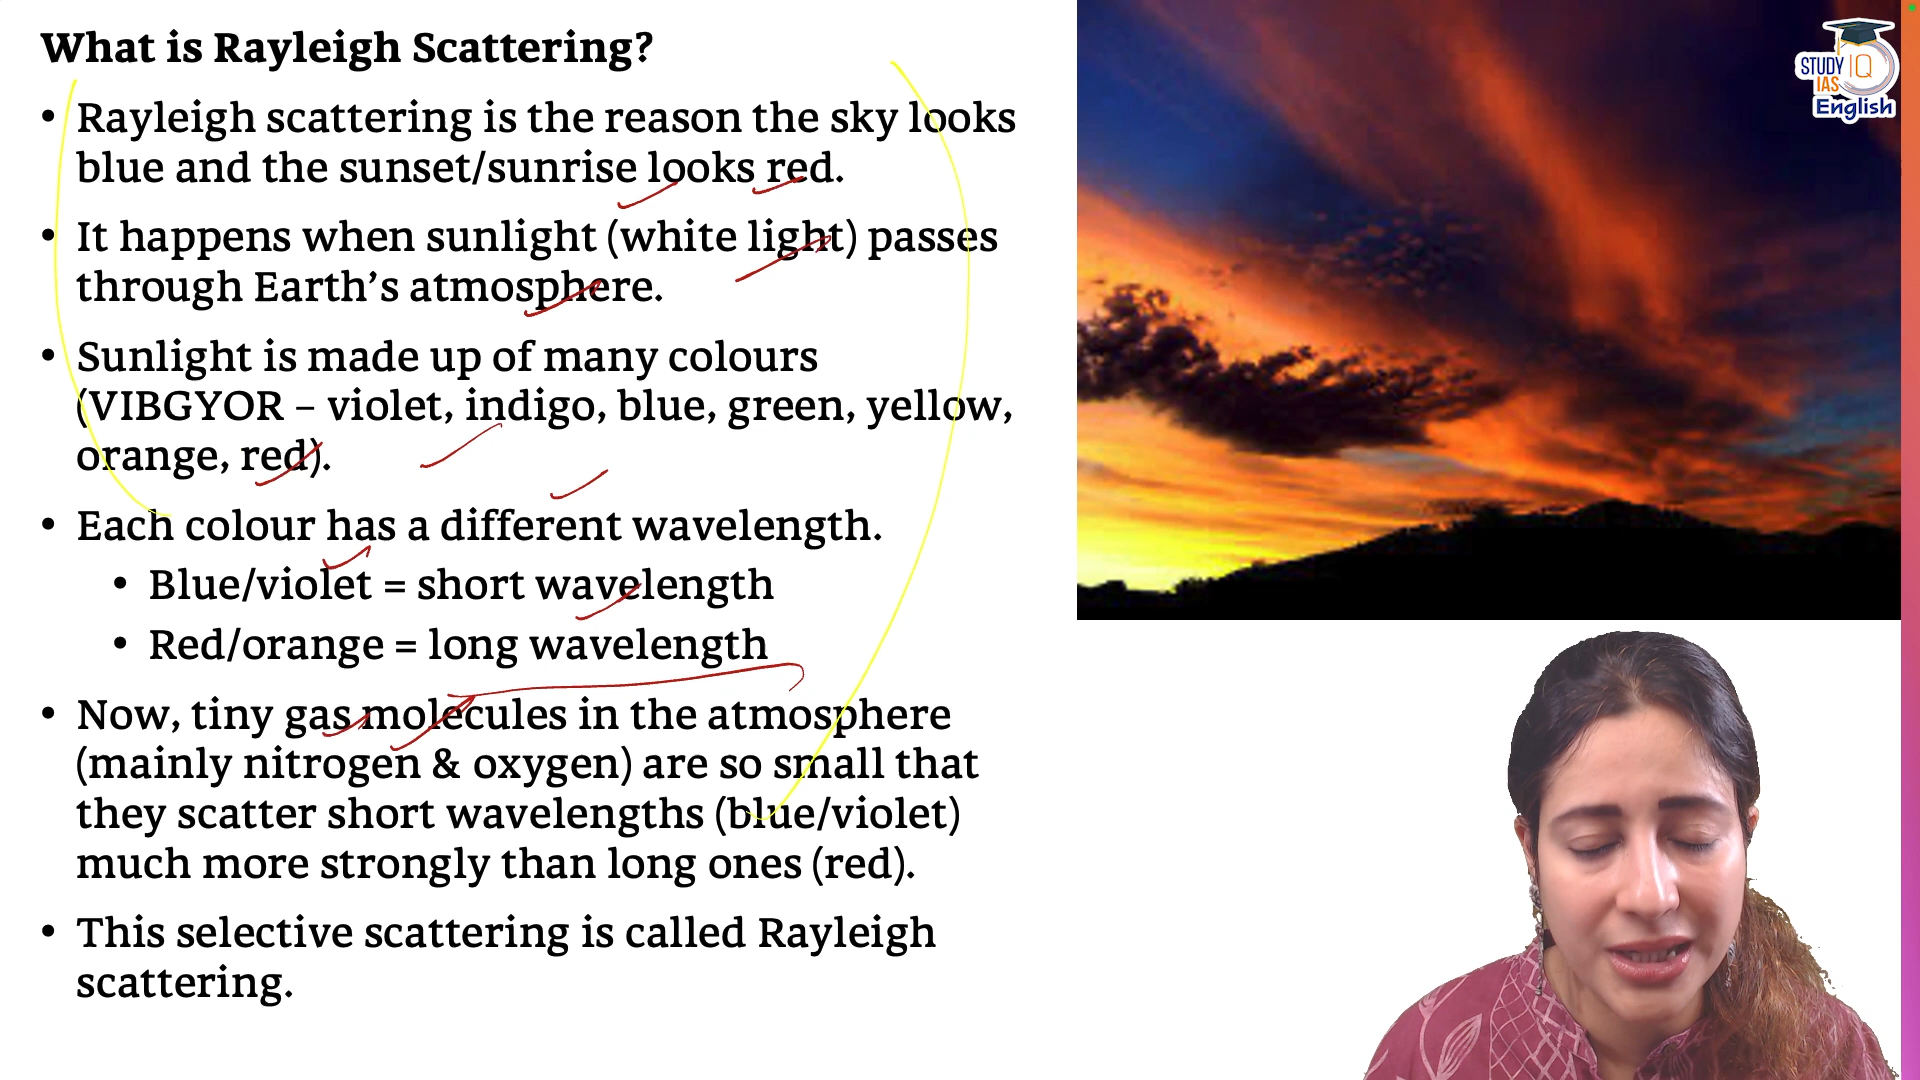 What is Rayleigh Scattering?
• Rayleigh scattering is the reason the sky looks
blue and the sunset/sunrise looks red.
• It happens when sunlight (white light) passes
through Earth’s atmosphere.
• Sunlight is made up of many colours
(VIBGYOR – violet, indigo, blue, green, yellow,
orange, red).
• Each colour has a different wavelength.
• Blue/violet = short wavelength
• Red/orange = long wavelength
• Now, tiny gas molecules in the atmosphere
(mainly nitrogen & oxygen) are so small that
they scatter short wavelengths (blue/violet)
much more strongly than long ones (red).
• This selective scattering is called Rayleigh
scattering.
STUDY IQ
IAS
English